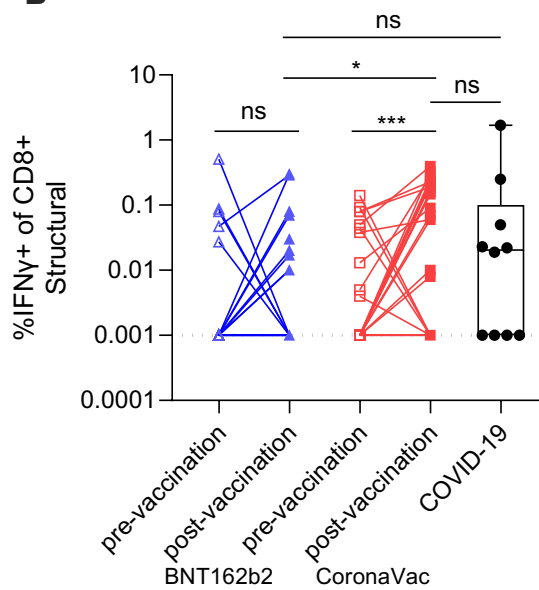 ns
*
ns
ns
***
10
1
0.1
0.01
0.001
0.0001
%IFNγ+ of CD8+
Structural
pre-vaccination
post-vaccination
pre-vaccination
post-vaccination
COVID-19
BNT162b2
CoronaVac